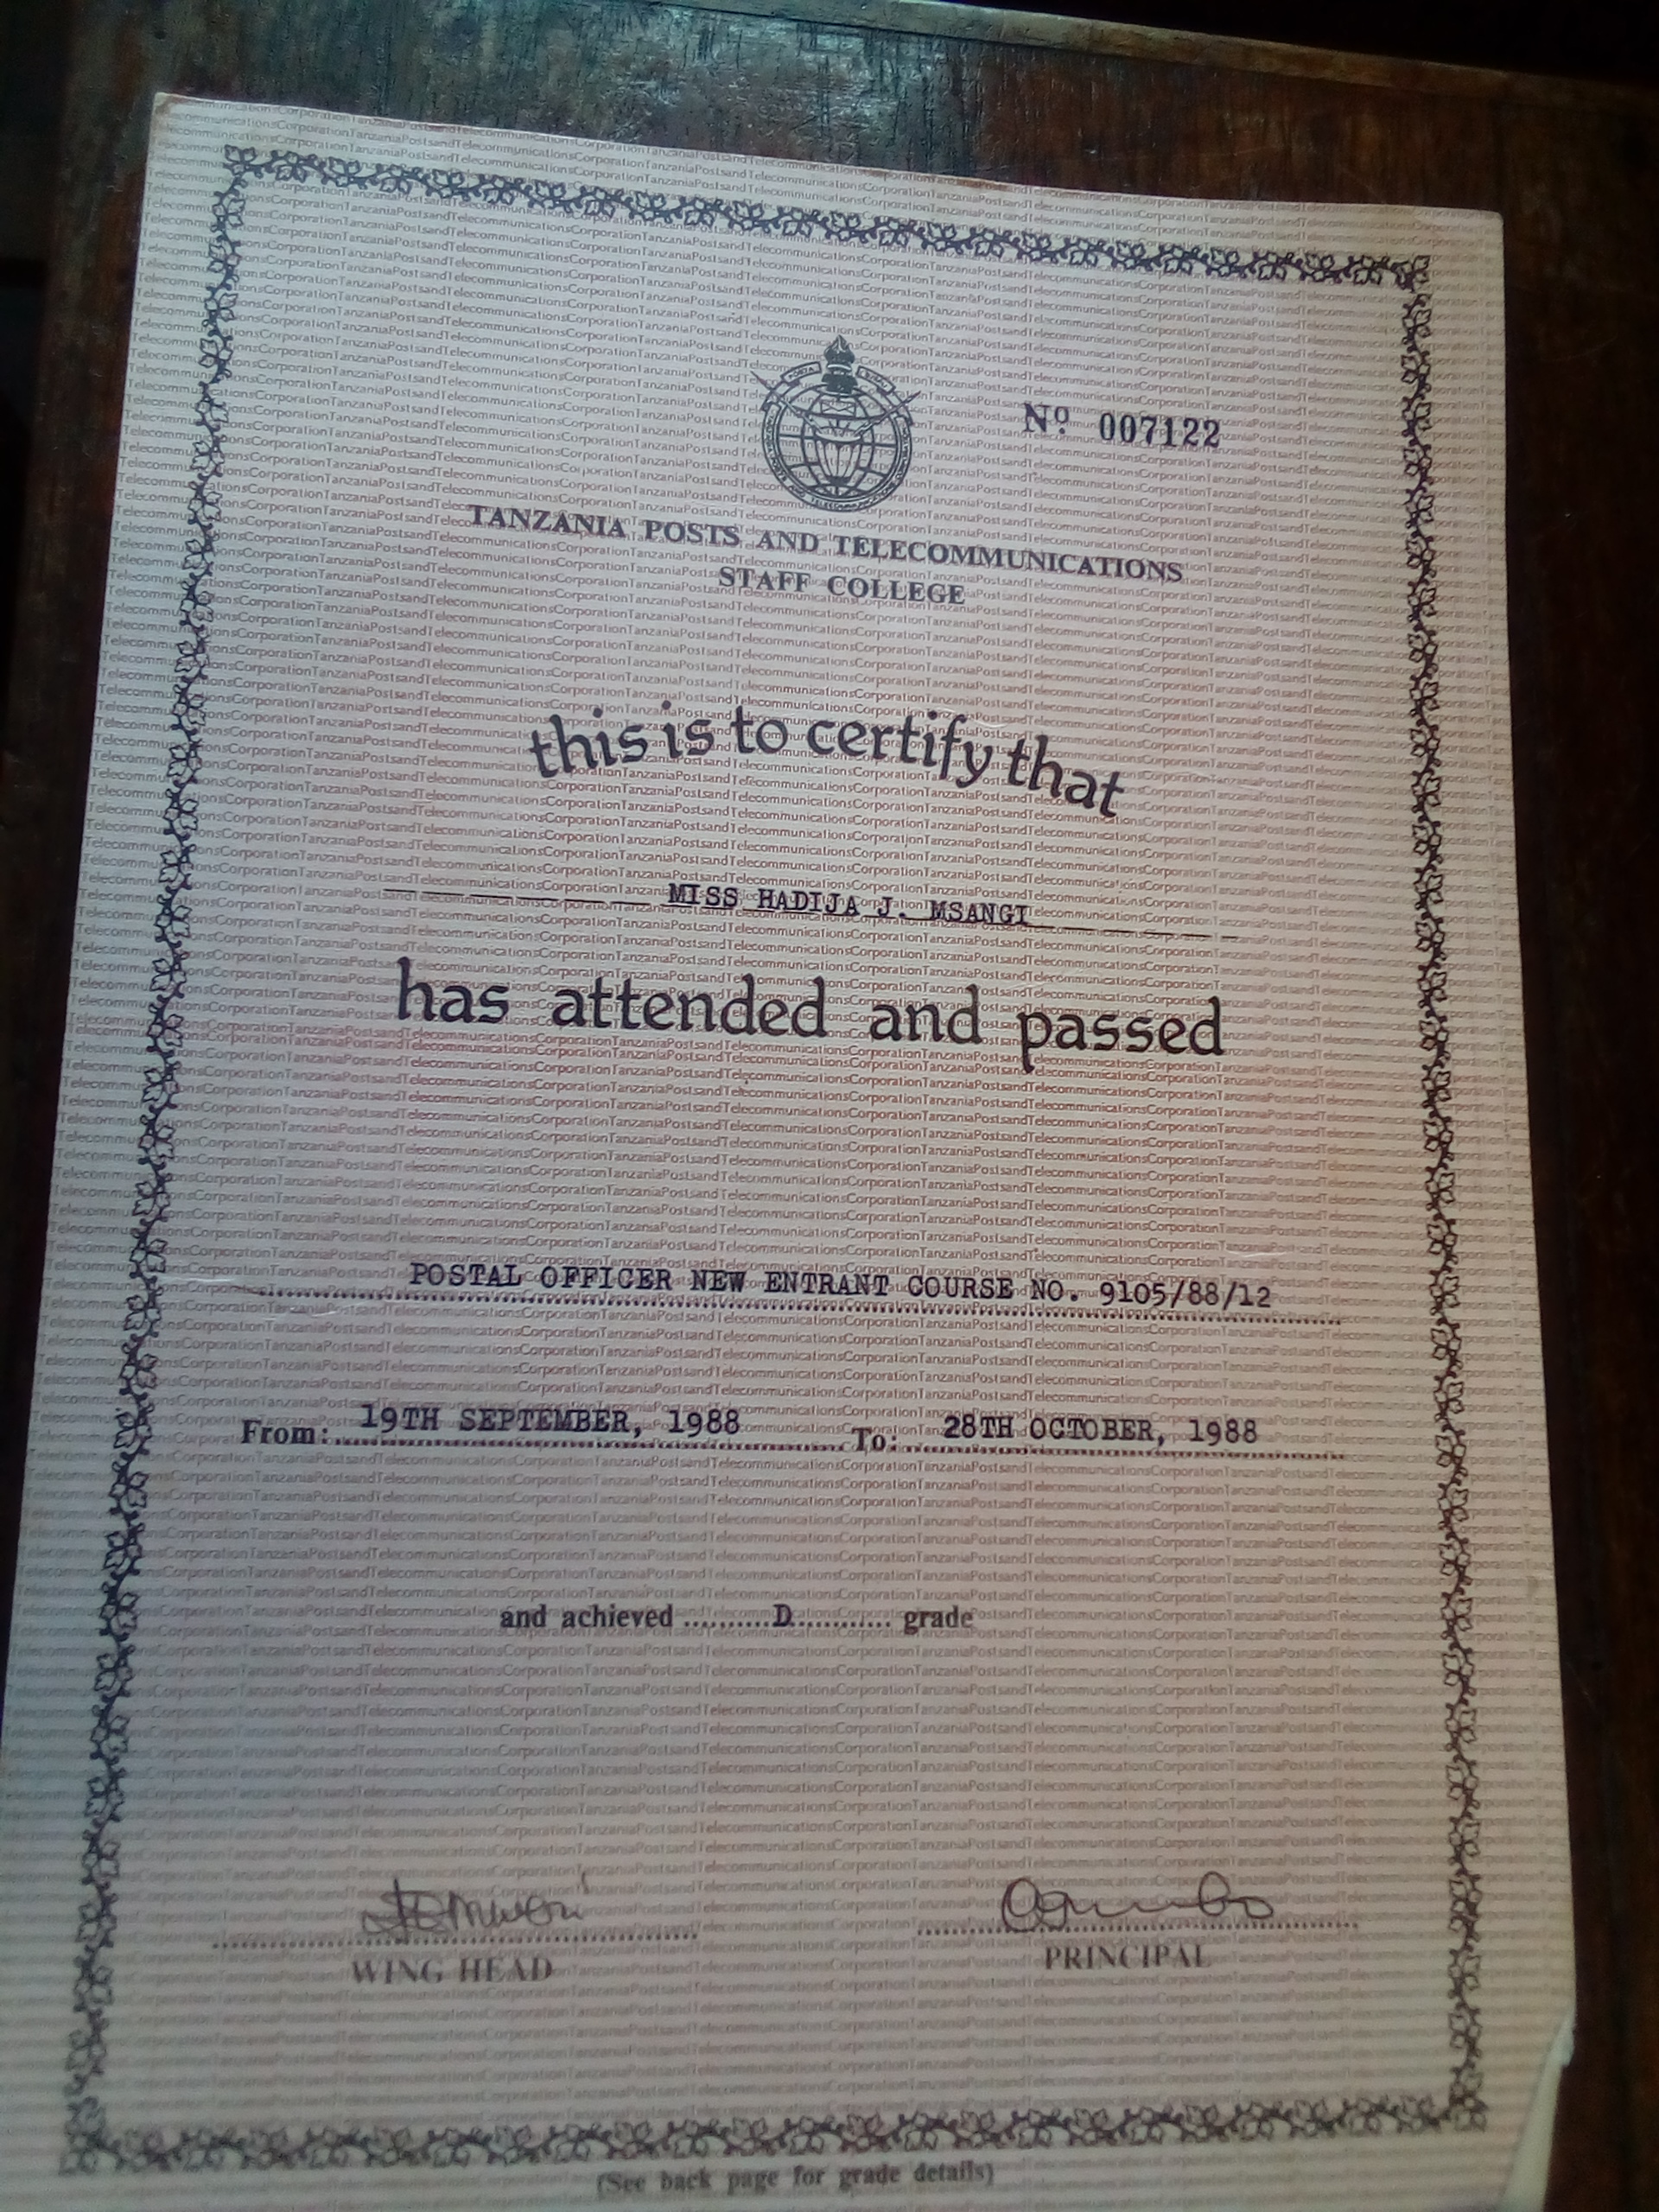 Nº 007122
TANZANIA POSTS AND TELECOMMUNICATIONS
STAFF COLLEGE
this is to certify that
MISS HADIJA J. MSANGI
has attended and passed
POSTAL OFFICER NEW ENTRANT COURSE NO. 9105/88/12
From: 19TH SEPTEMBER, 1988 To: 28TH OCTOBER, 1988
and achieved ..........D............ grade
WING HEAD PRINCIPAL
(See back page for grade details)